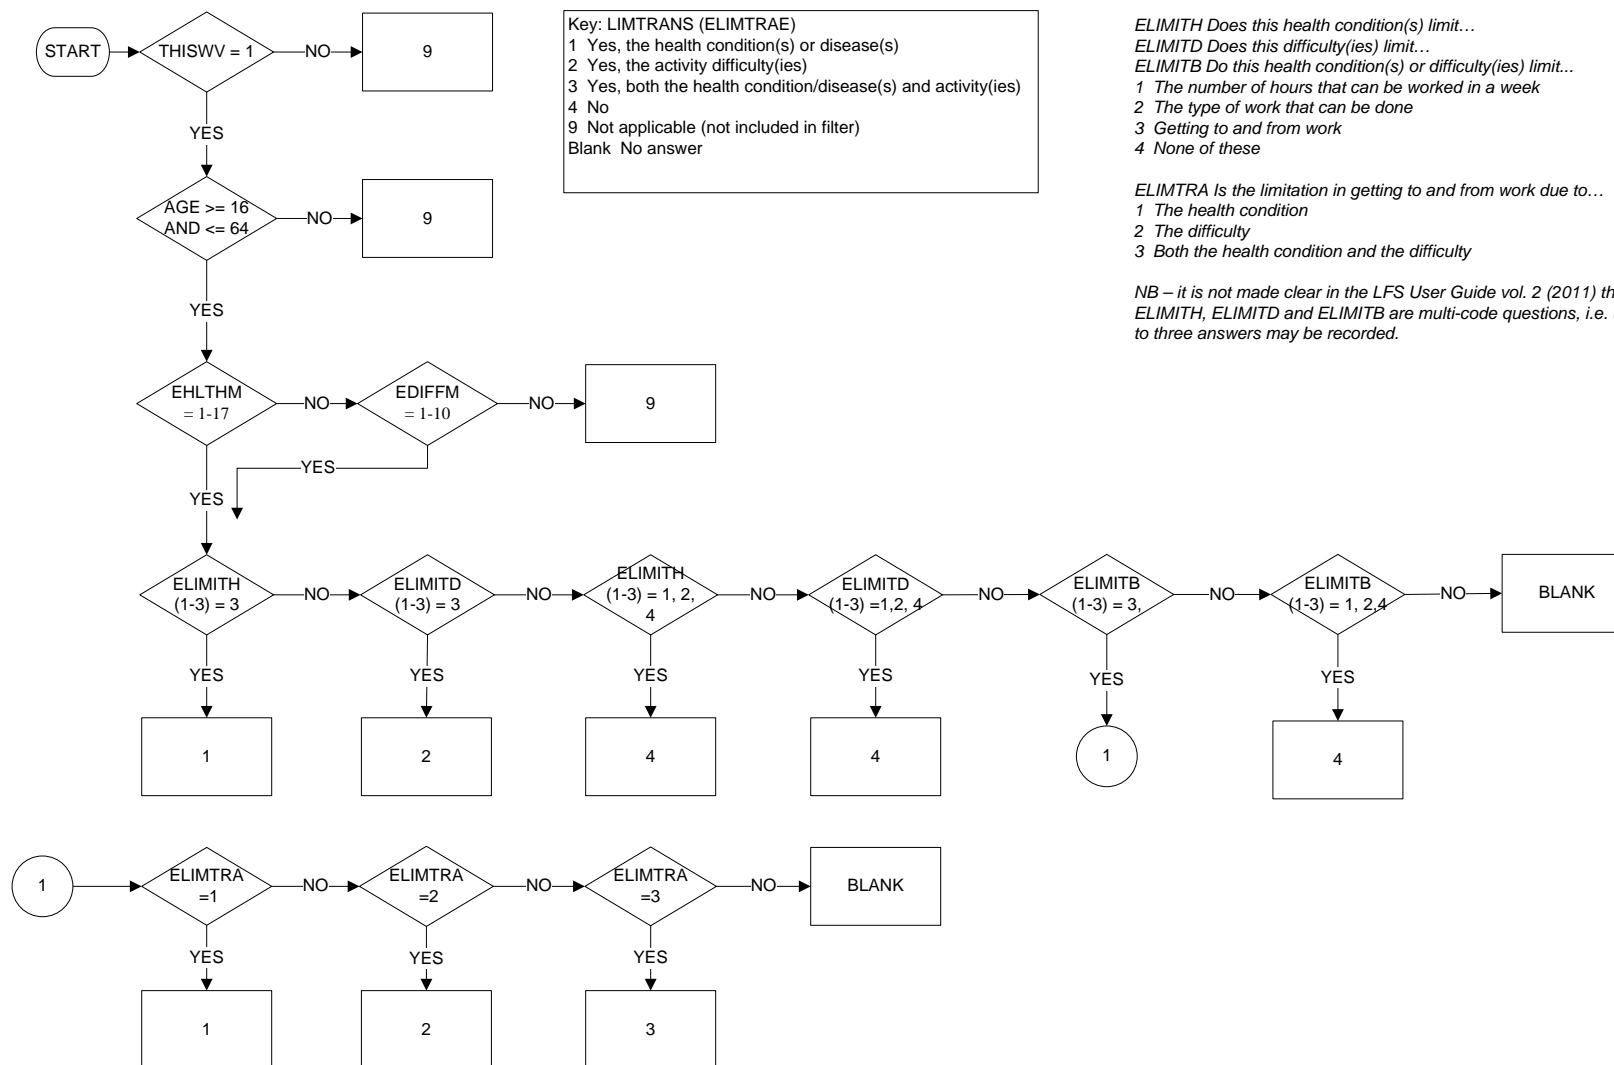 START
THISWV = 1
NO
9
Key: LIMTRANS (ELIMTRAE)
1 Yes, the health condition(s) or disease(s)
2 Yes, the activity difficulty(ies)
3 Yes, both the health condition/disease(s) and activity(ies)
4 No
9 Not applicable (not included in filter)
Blank No answer
ELIMITH Does this health condition(s) limit…
ELIMITD Does this difficulty(ies) limit…
ELIMITB Do this health condition(s) or difficulty(ies) limit...
1 The number of hours that can be worked in a week
2 The type of work that can be done
3 Getting to and from work
4 None of these
ELIMTRA Is the limitation in getting to and from work due to…
1 The health condition
2 The difficulty
3 Both the health condition and the difficulty
NB – it is not made clear in the LFS User Guide vol. 2 (2011) th
ELIMITH, ELIMITD and ELIMITB are multi-code questions, i.e.
to three answers may be recorded.
YES
AGE >= 16
AND <= 64
NO
9
YES
EHLTHM
= 1-17
NO
EDIFFM
= 1-10
NO
9
YES
YES
ELIMITH
(1-3) = 3
NO
ELIMITD
(1-3) = 3
NO
ELIMITH
(1-3) = 1, 2,
4
NO
ELIMITD
(1-3) =1,2, 4
NO
ELIMITB
(1-3) = 3,
NO
ELIMITB
(1-3) = 1, 2,4
NO
BLANK
YES
YES
YES
YES
YES
YES
1
2
4
4
1
4
1
ELIMTRA
=1
NO
ELIMTRA
=2
NO
ELIMTRA
=3
NO
BLANK
YES
YES
YES
1
2
3